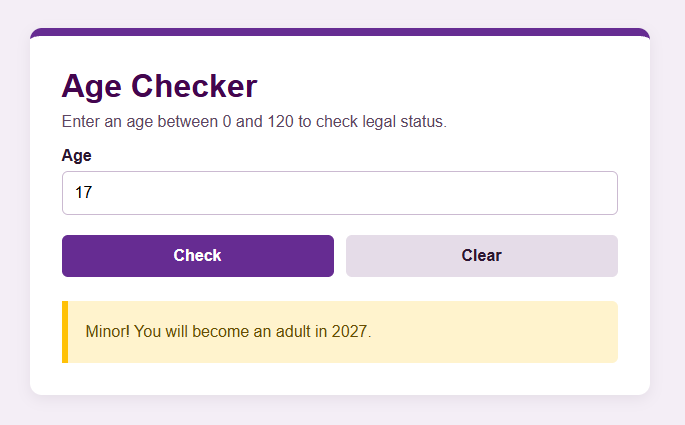 Age Checker
Enter an age between 0 and 120 to check legal status.
Age
17
Check Clear
Minor! You will become an adult in 2027.